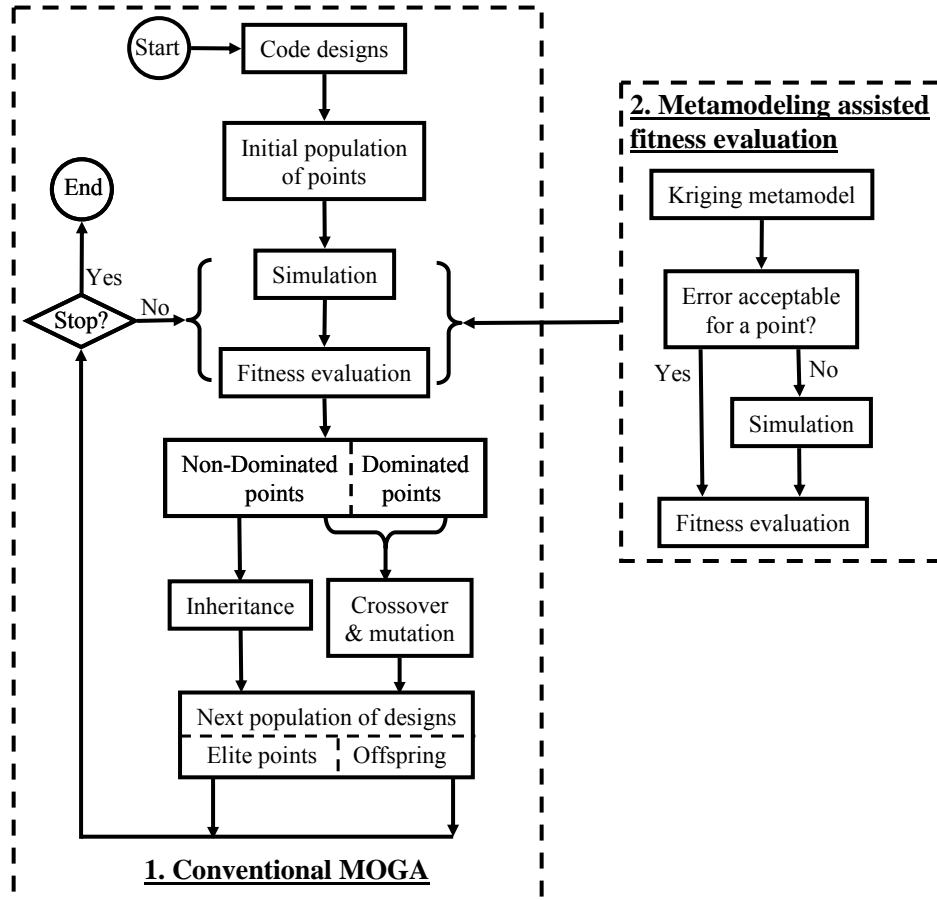 Start
Code designs
Initial population
of points
End
Yes
Stop?
No
Simulation
Fitness evaluation
Non-Dominated
points
Dominated
points
Inheritance
Crossover
& mutation
Next population of designs
Elite points
Offspring
1. Conventional MOGA
2. Metamodeling assisted
fitness evaluation
Kriging metamodel
Error acceptable
for a point?
Yes
No
Simulation
Fitness evaluation